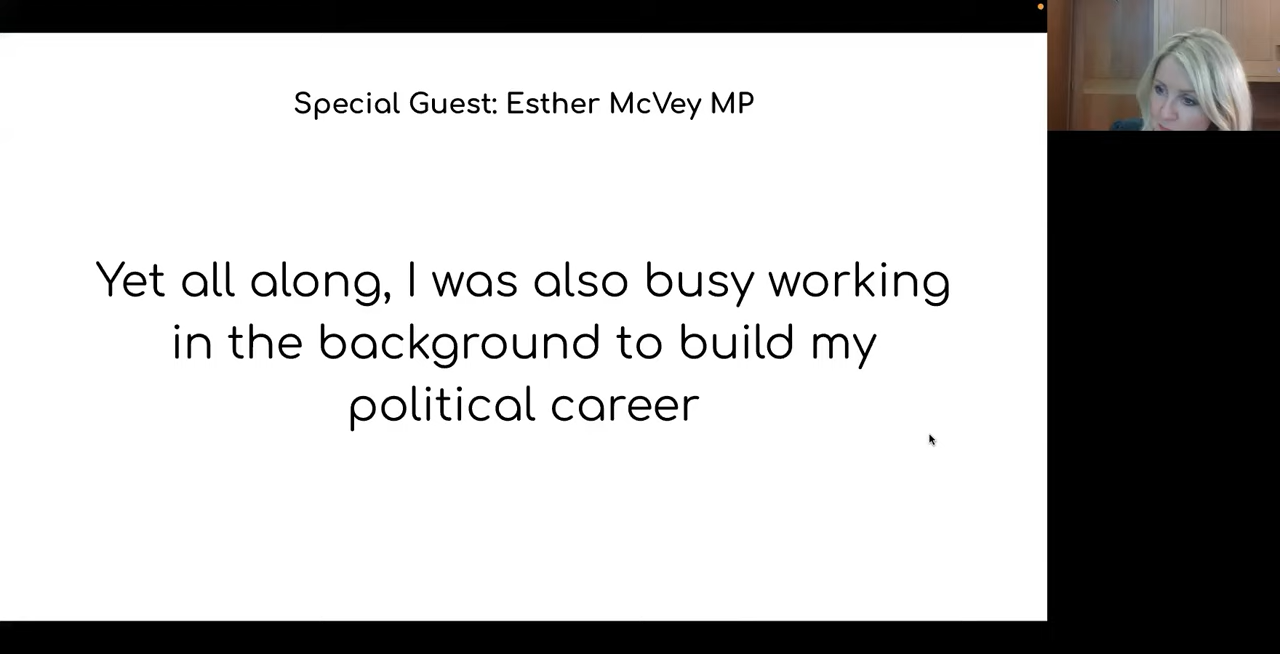 Special Guest: Esther McVey MP
Yet all along, I was also busy working
in the background to build my
political career